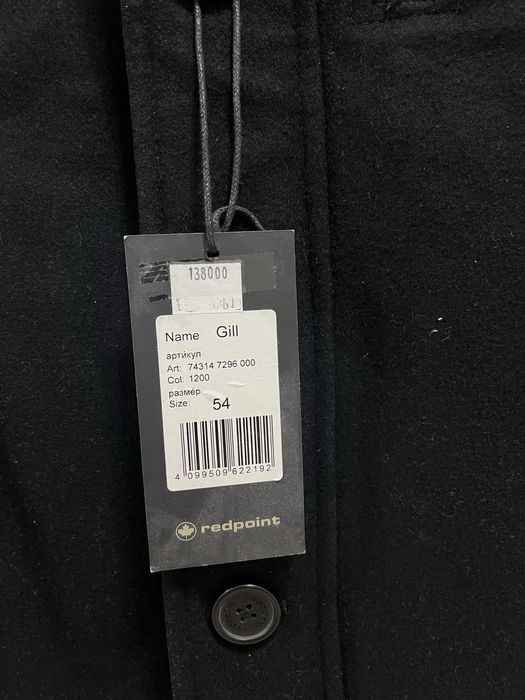 138000
Name Gill
артикул
Art: 74314 7296 000
Col: 1200
размер
Size: 54
4 099509 622192
redpoint